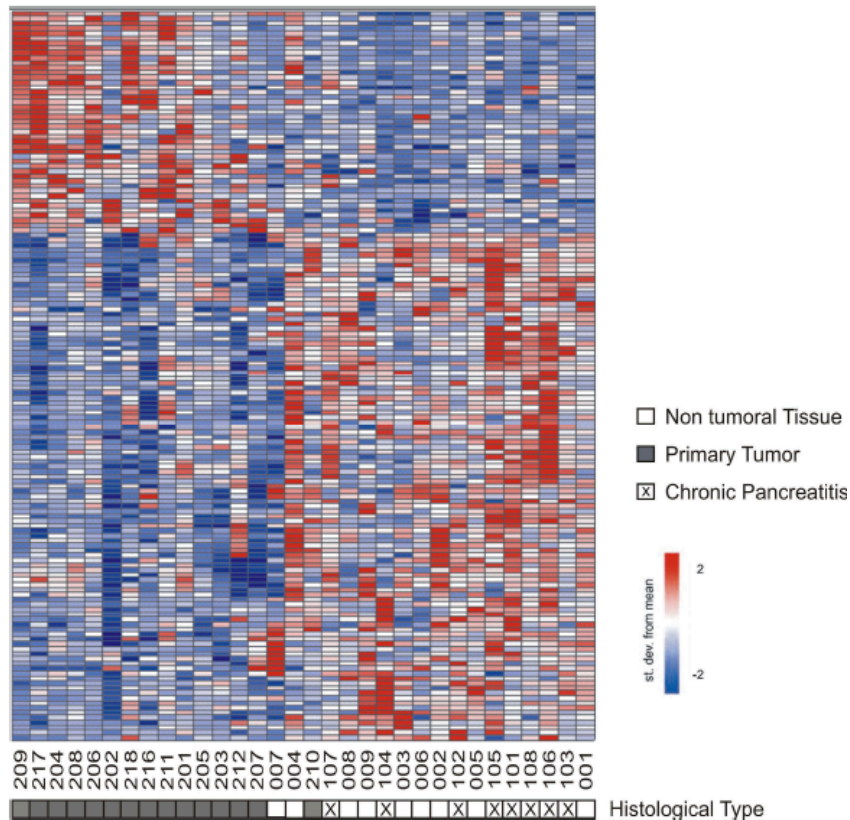 Non tumoral Tissue
Primary Tumor
X Chronic Pancreatitis
2
st. dev. from mean
-2
209 217 204 208 206 202 218 216 211 201 205 203 212 207 007 004 210 107 008 009 104 003 006 002 102 005 105 101 108 106 103 001
X X X X X X X X Histological Type